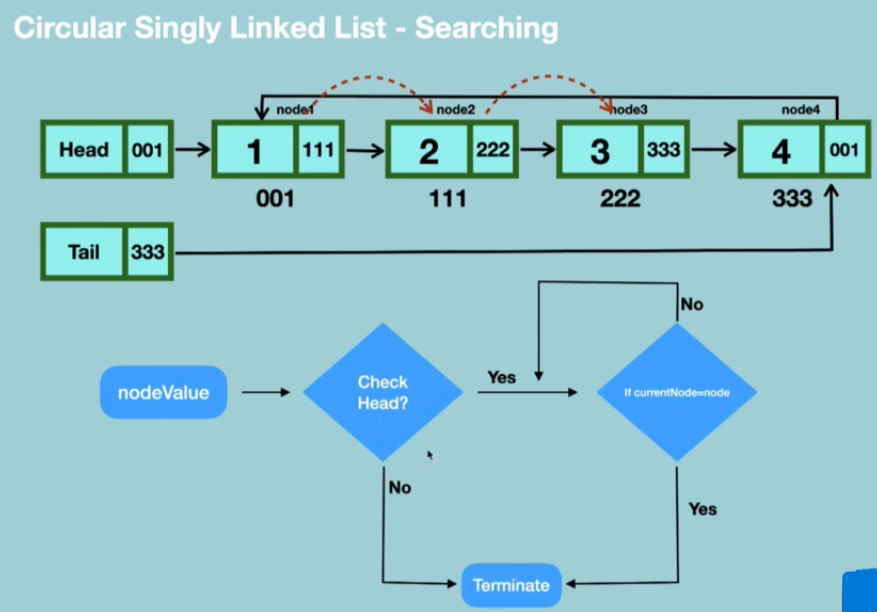 Circular Singly Linked List - Searching
node1
node2
node3
node4
Head 001
1 111
2 222
3 333
4 001
001
111
222
333
Tail 333
No
nodeValue
Check
Head?
Yes
If currentNode=node
No
Yes
Terminate